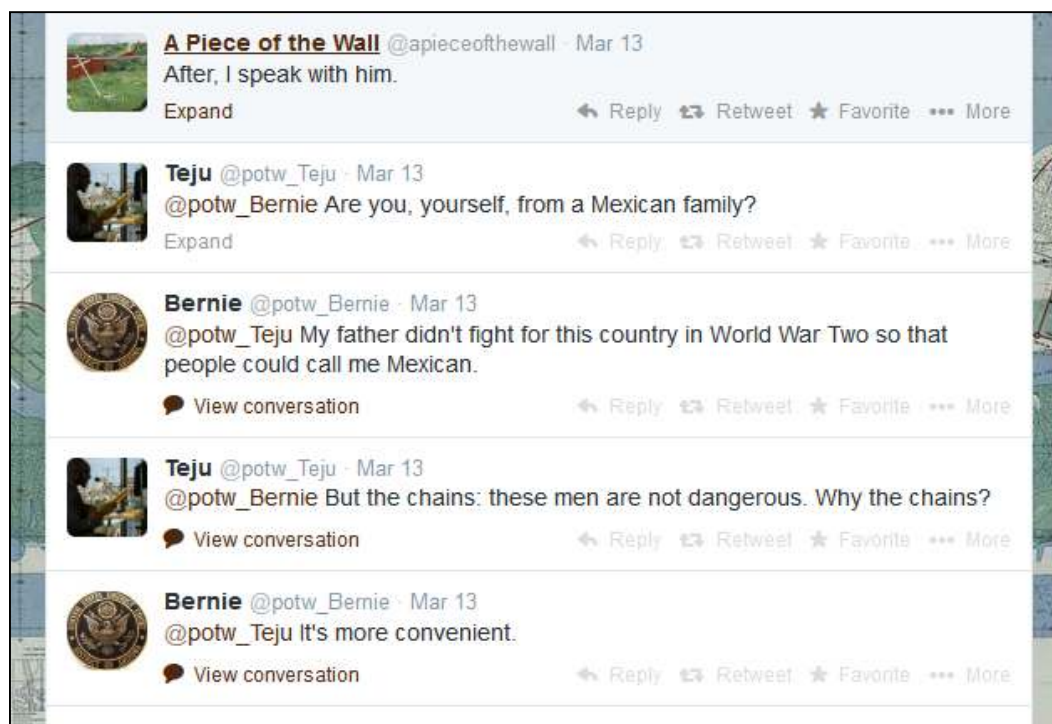 A Piece of the Wall @apieceofthewall · Mar 13
After, I speak with him.
Expand Reply Retweet Favorite More
Teju @potw_Teju · Mar 13
@potw_Bernie Are you, yourself, from a Mexican family?
Expand Reply Retweet Favorite More
Bernie @potw_Bernie · Mar 13
@potw_Teju My father didn't fight for this country in World War Two so that
people could call me Mexican.
View conversation Reply Retweet Favorite More
Teju @potw_Teju · Mar 13
@potw_Bernie But the chains: these men are not dangerous. Why the chains?
View conversation Reply Retweet Favorite More
Bernie @potw_Bernie · Mar 13
@potw_Teju It's more convenient.
View conversation Reply Retweet Favorite More